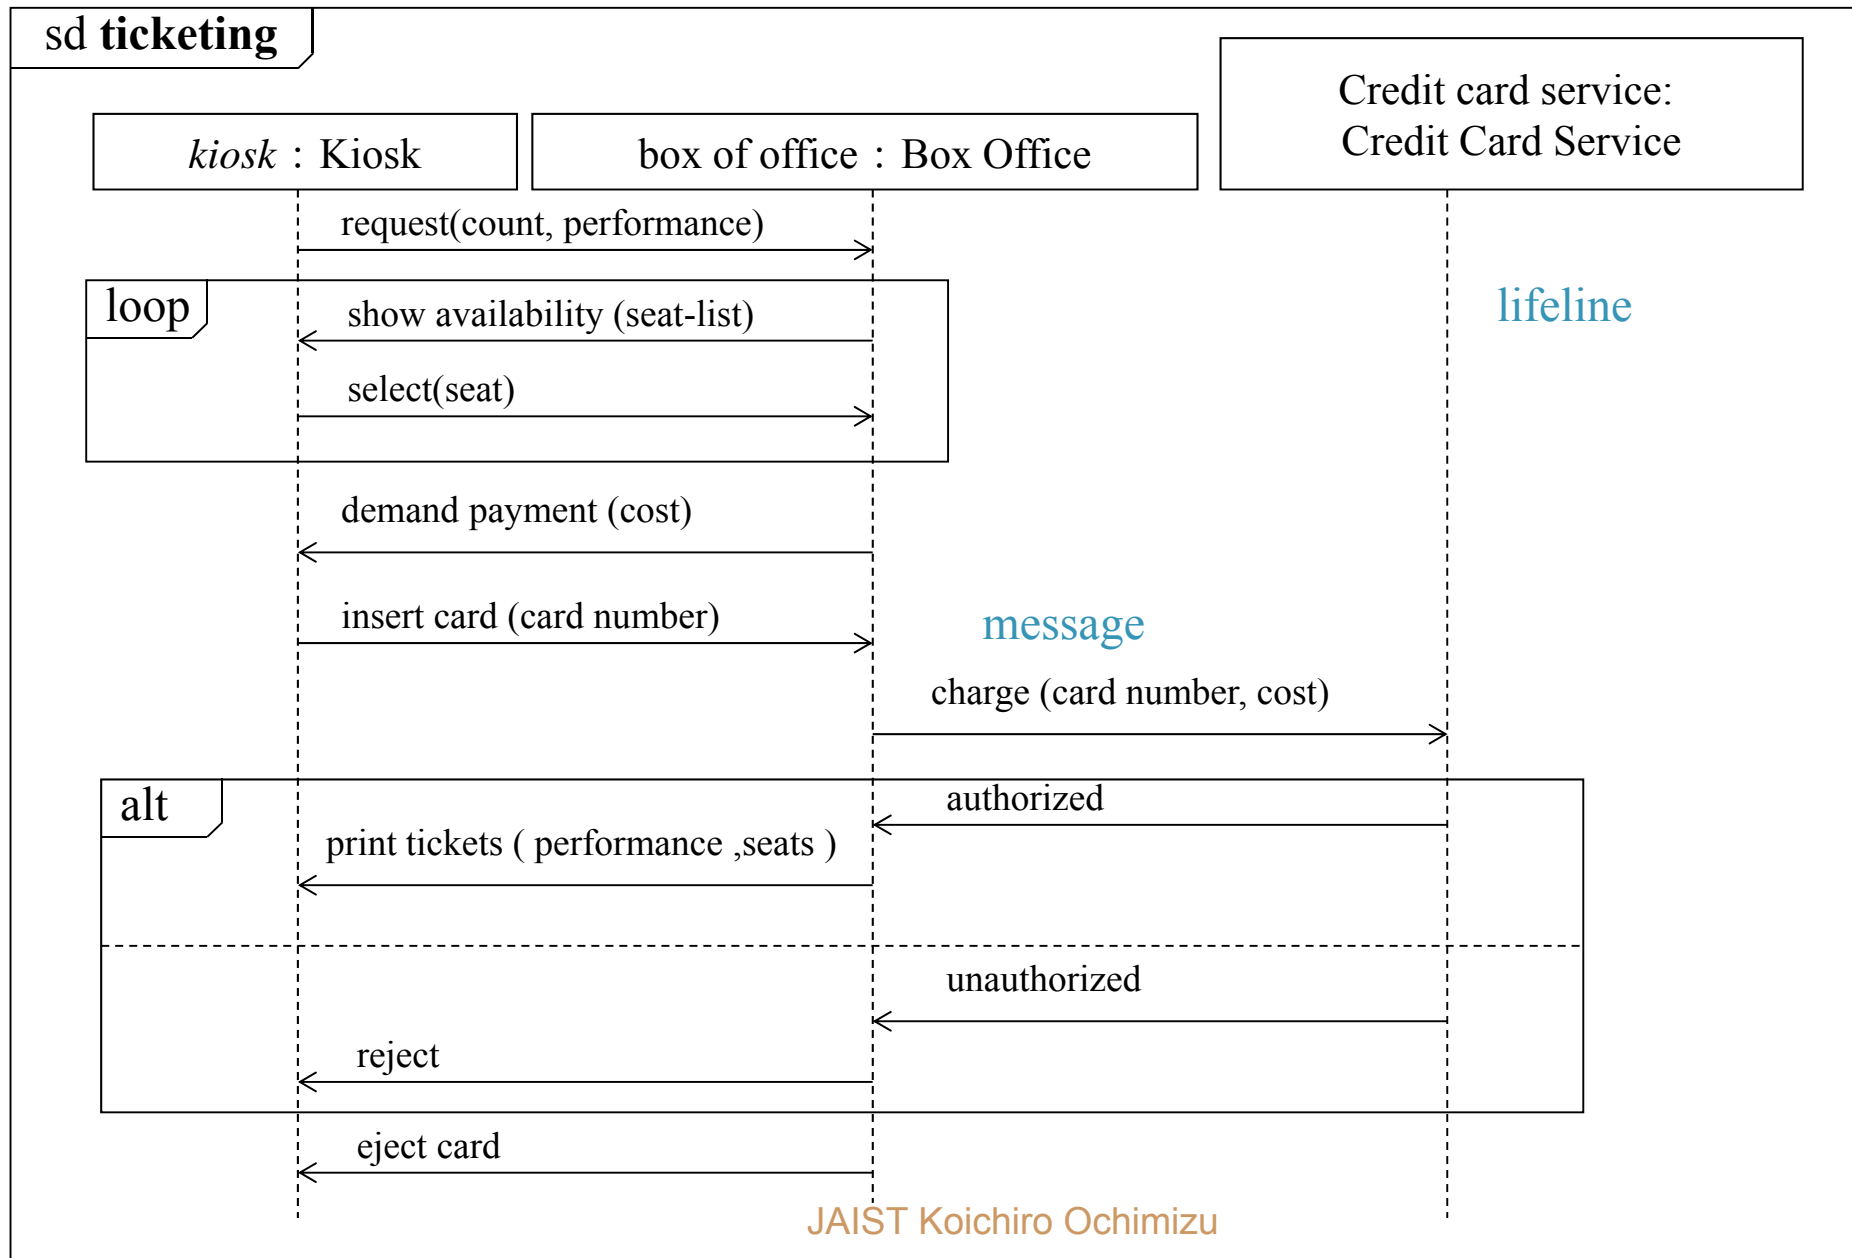 sd ticketing
Credit card service:
Credit Card Service
kiosk : Kiosk
box of office : Box Office
request(count, performance)
loop
show availability (seat-list)
lifeline
select(seat)
demand payment (cost)
insert card (card number)
message
charge (card number, cost)
alt
authorized
print tickets ( performance ,seats )
unauthorized
reject
eject card
JAIST Koichiro Ochimizu